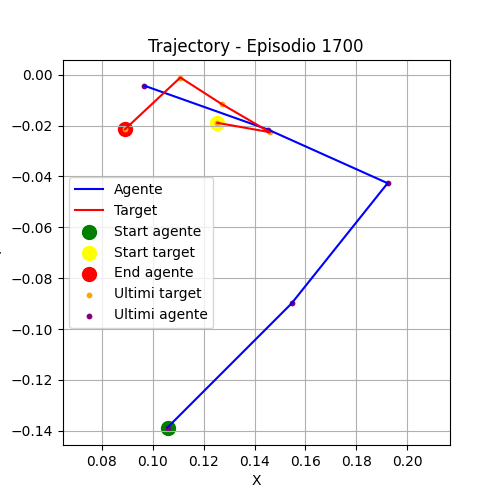 Trajectory - Episodio 1700
0.00
−0.02
−0.04
−0.06
−0.08
−0.10
−0.12
−0.14
Agente
Target
Start agente
Start target
End agente
Ultimi target
Ultimi agente
0.08 0.10 0.12 0.14 0.16 0.18 0.20
X